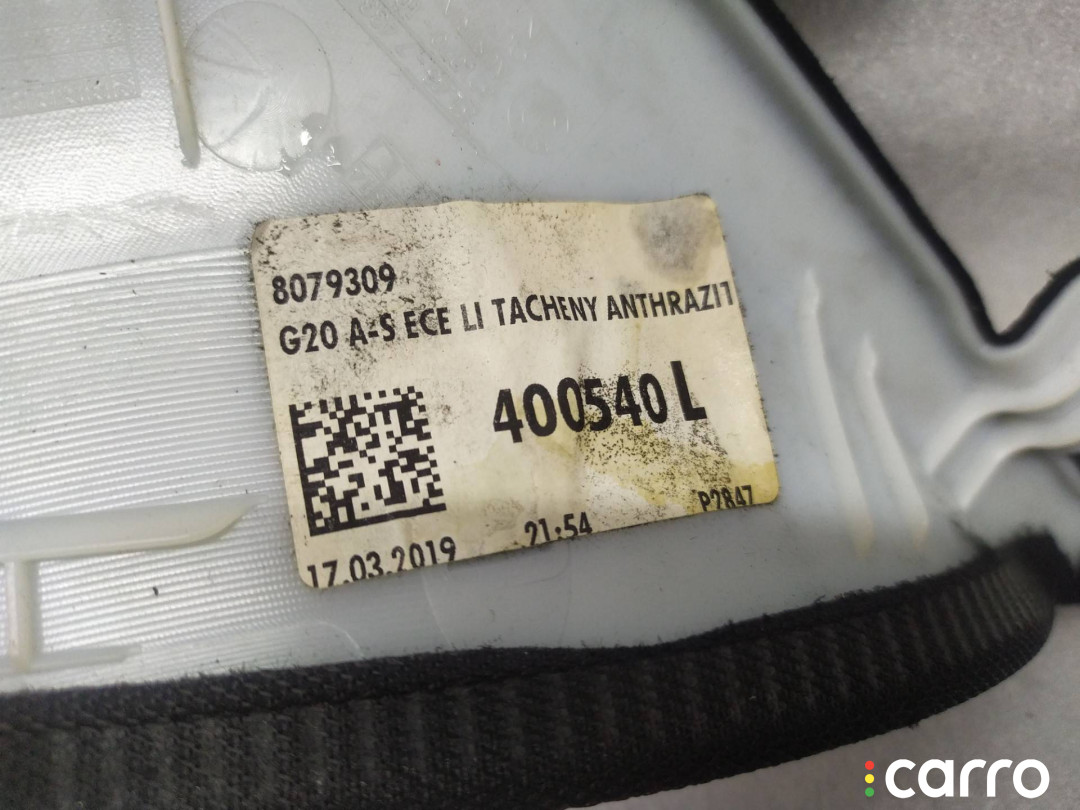 8079309
G20 A-S ECE LI TACHENY ANTHRAZIT
400540 L
17.03.2019 21:54 P2847
carro